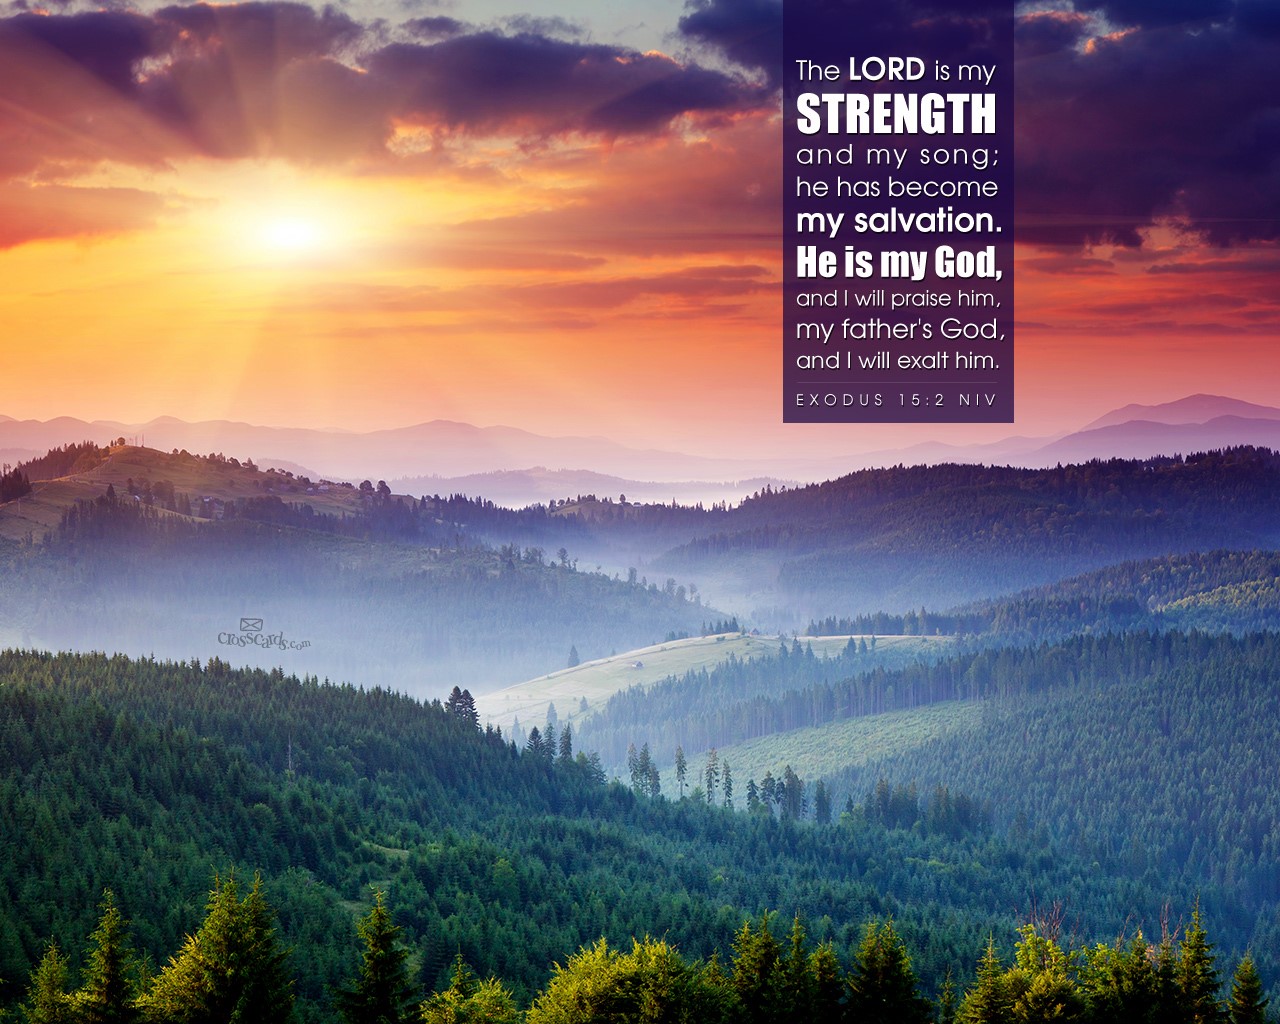 The LORD is my
STRENGTH
and my song;
he has become
my salvation.
He is my God,
and I will praise him,
my father's God,
and I will exalt him.
EXODUS 15:2 NIV
crosscards.com